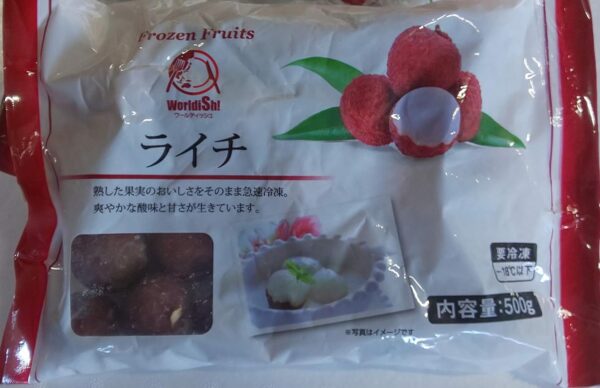 Frozen Fruits
WorldiSh!
ワールディッシュ
ライチ
熟した果実のおいしさをそのまま急速冷凍。
爽やかな酸味と甘さが生きています。
要冷凍
-18℃以下
内容量:500g
※写真はイメージです